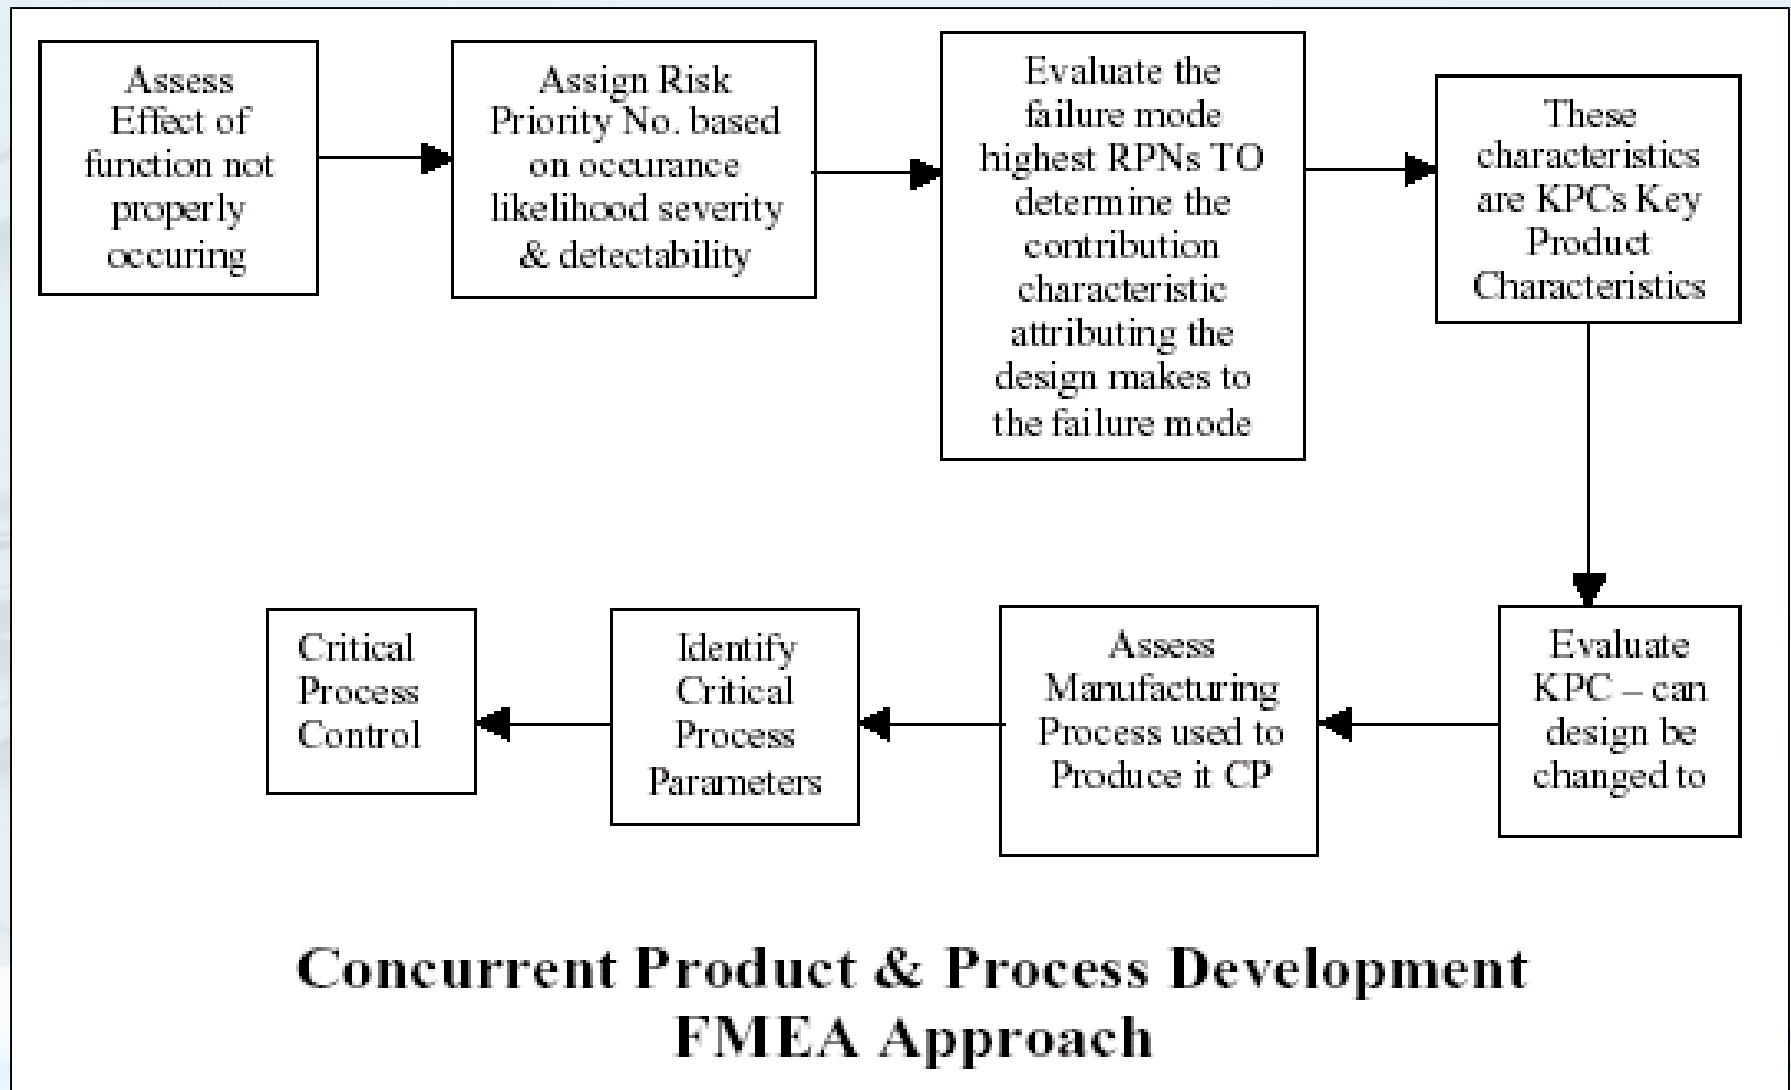 Assess
Effect of
function not
properly
occuring
Assign Risk
Priority No. based
on occurance
likelihood severity
& detectability
Evaluate the
failure mode
highest RPNs TO
determine the
contribution
characteristic
attributing the
design makes to
the failure mode
These
characteristics
are KPCs Key
Product
Characteristics
Evaluate
KPC – can
design be
changed to
Assess
Manufacturing
Process used to
Produce it CP
Identify
Critical
Process
Parameters
Critical
Process
Control
Concurrent Product & Process Development
FMEA Approach